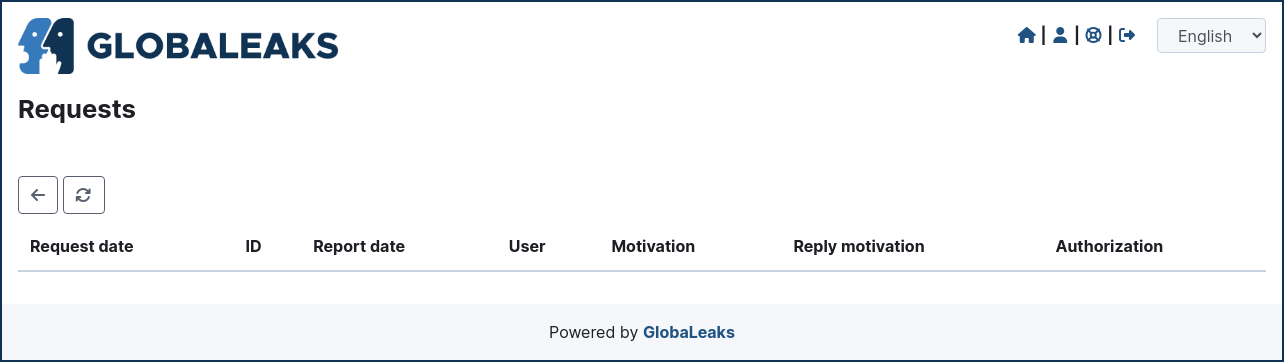 GLOBALEAKS
| | |
English
Requests
Request date ID Report date User Motivation Reply motivation Authorization
Powered by GlobaLeaks